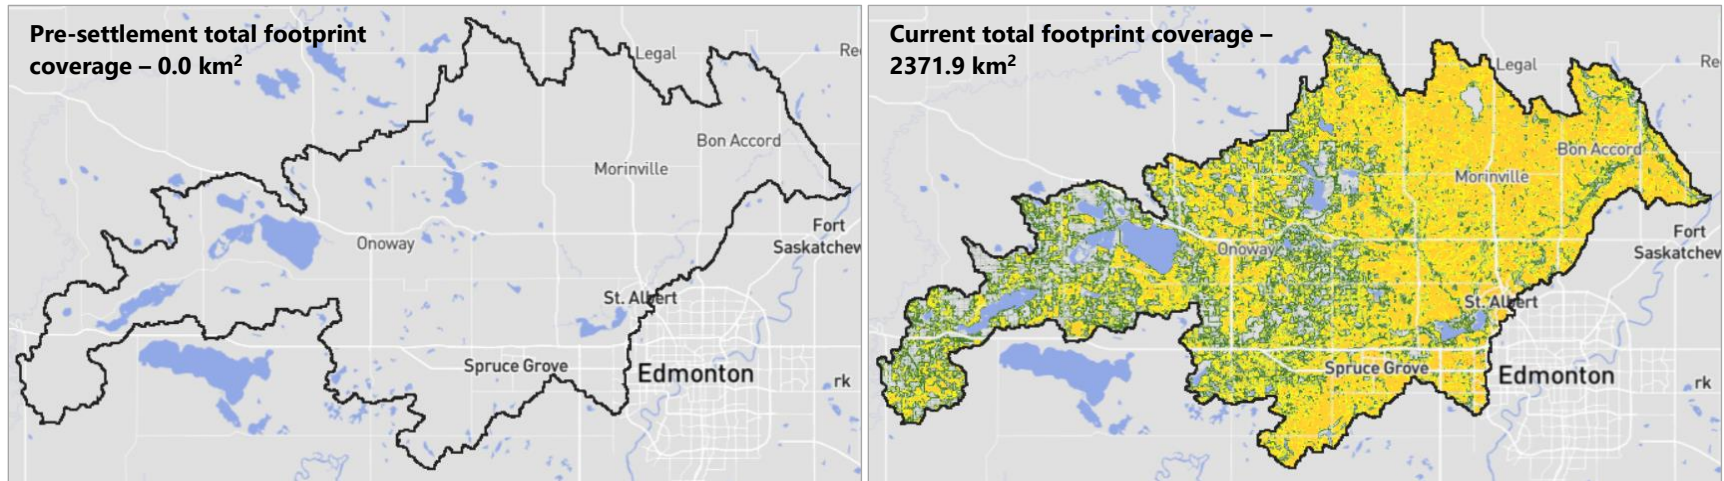 Pre-settlement total footprint
coverage – 0.0 km²
Legal
Re
Bon Accord
Morinville
Fort
Saskatchew
Onoway
St. Albert
Spruce Grove
Edmonton
rk
Current total footprint coverage –
2371.9 km²
Legal
Re
Bon Accord
Morinville
Fort
Saskatchew
Onoway
St. Albert
Spruce Grove
Edmonton
rk